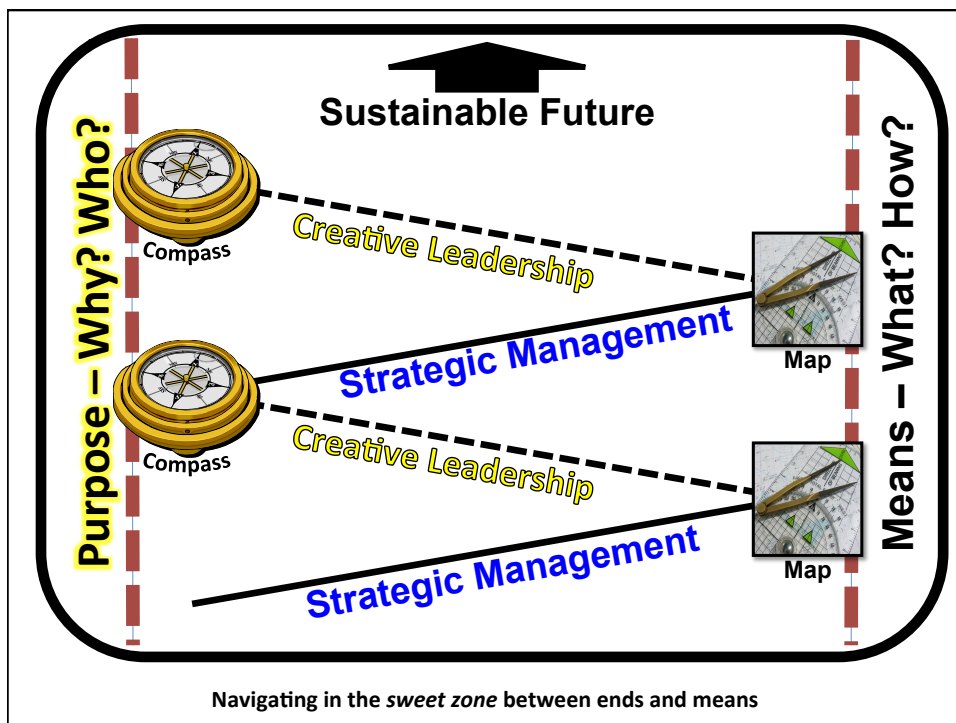 Sustainable Future
Purpose – Why? Who?
Means – What? How?
Compass
Creative Leadership
Strategic Management
Map
Compass
Creative Leadership
Strategic Management
Map
Navigating in the sweet zone between ends and means